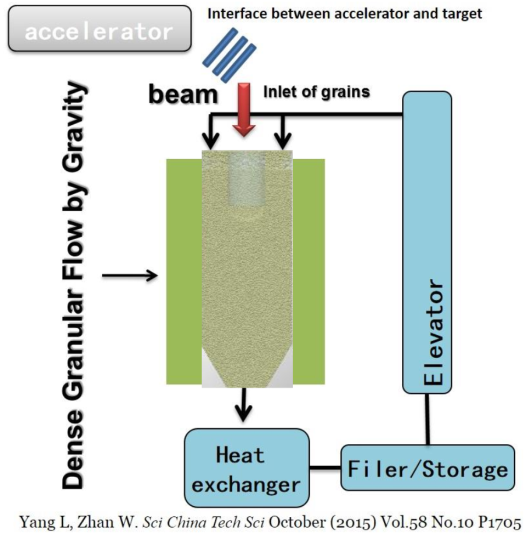 accelerator
Interface between accelerator and target
beam
Inlet of grains
Dense Granular Flow by Gravity
Elevator
Heat
exchanger
Filer/Storage
Yang L, Zhan W. Sci China Tech Sci October (2015) Vol.58 No.10 P1705